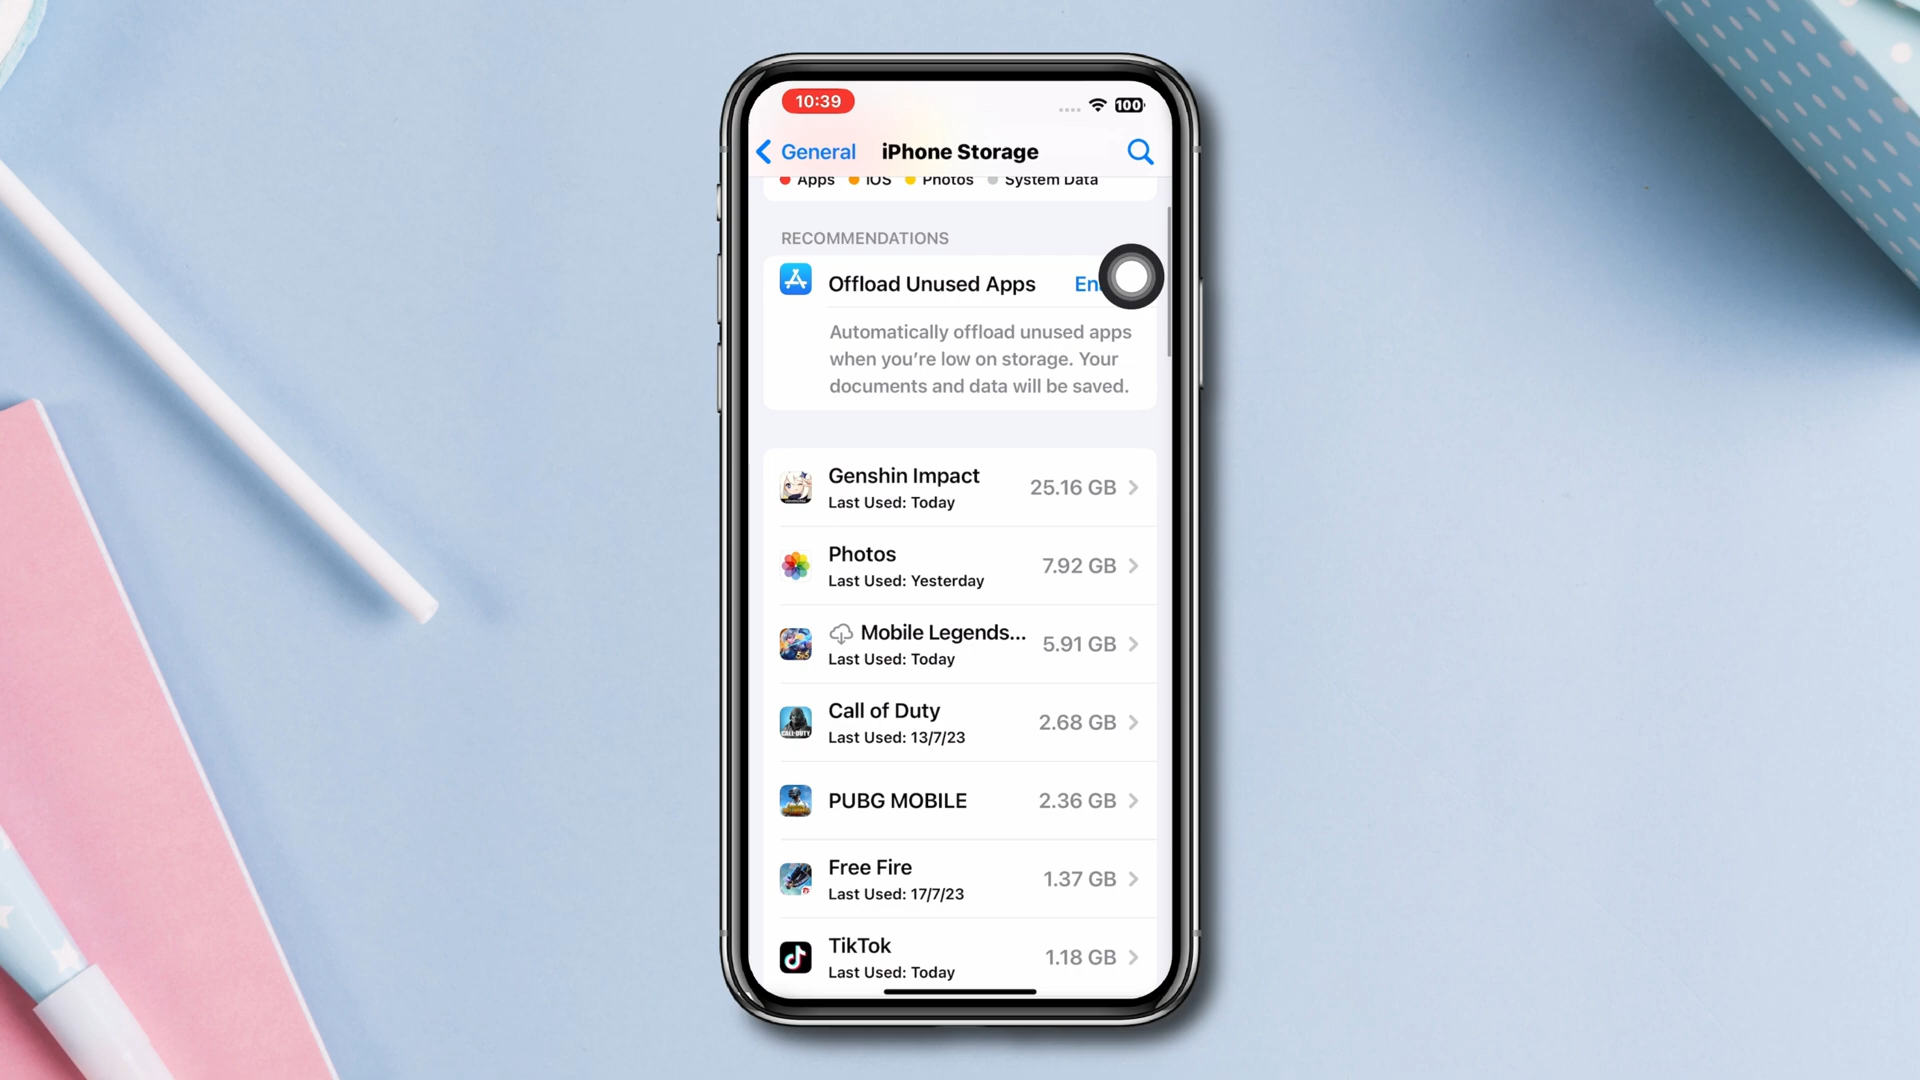 10:39
100
General
iPhone Storage
Apps iOS Photos System Data
RECOMMENDATIONS
Offload Unused Apps
Automatically offload unused apps
when you're low on storage. Your
documents and data will be saved.
Genshin Impact
25.16 GB
Last Used: Today
Photos
7.92 GB
Last Used: Yesterday
Mobile Legends...
5.91 GB
Last Used: Today
Call of Duty
2.68 GB
Last Used: 13/7/23
PUBG MOBILE
2.36 GB
Free Fire
1.37 GB
Last Used: 17/7/23
TikTok
1.18 GB
Last Used: Today